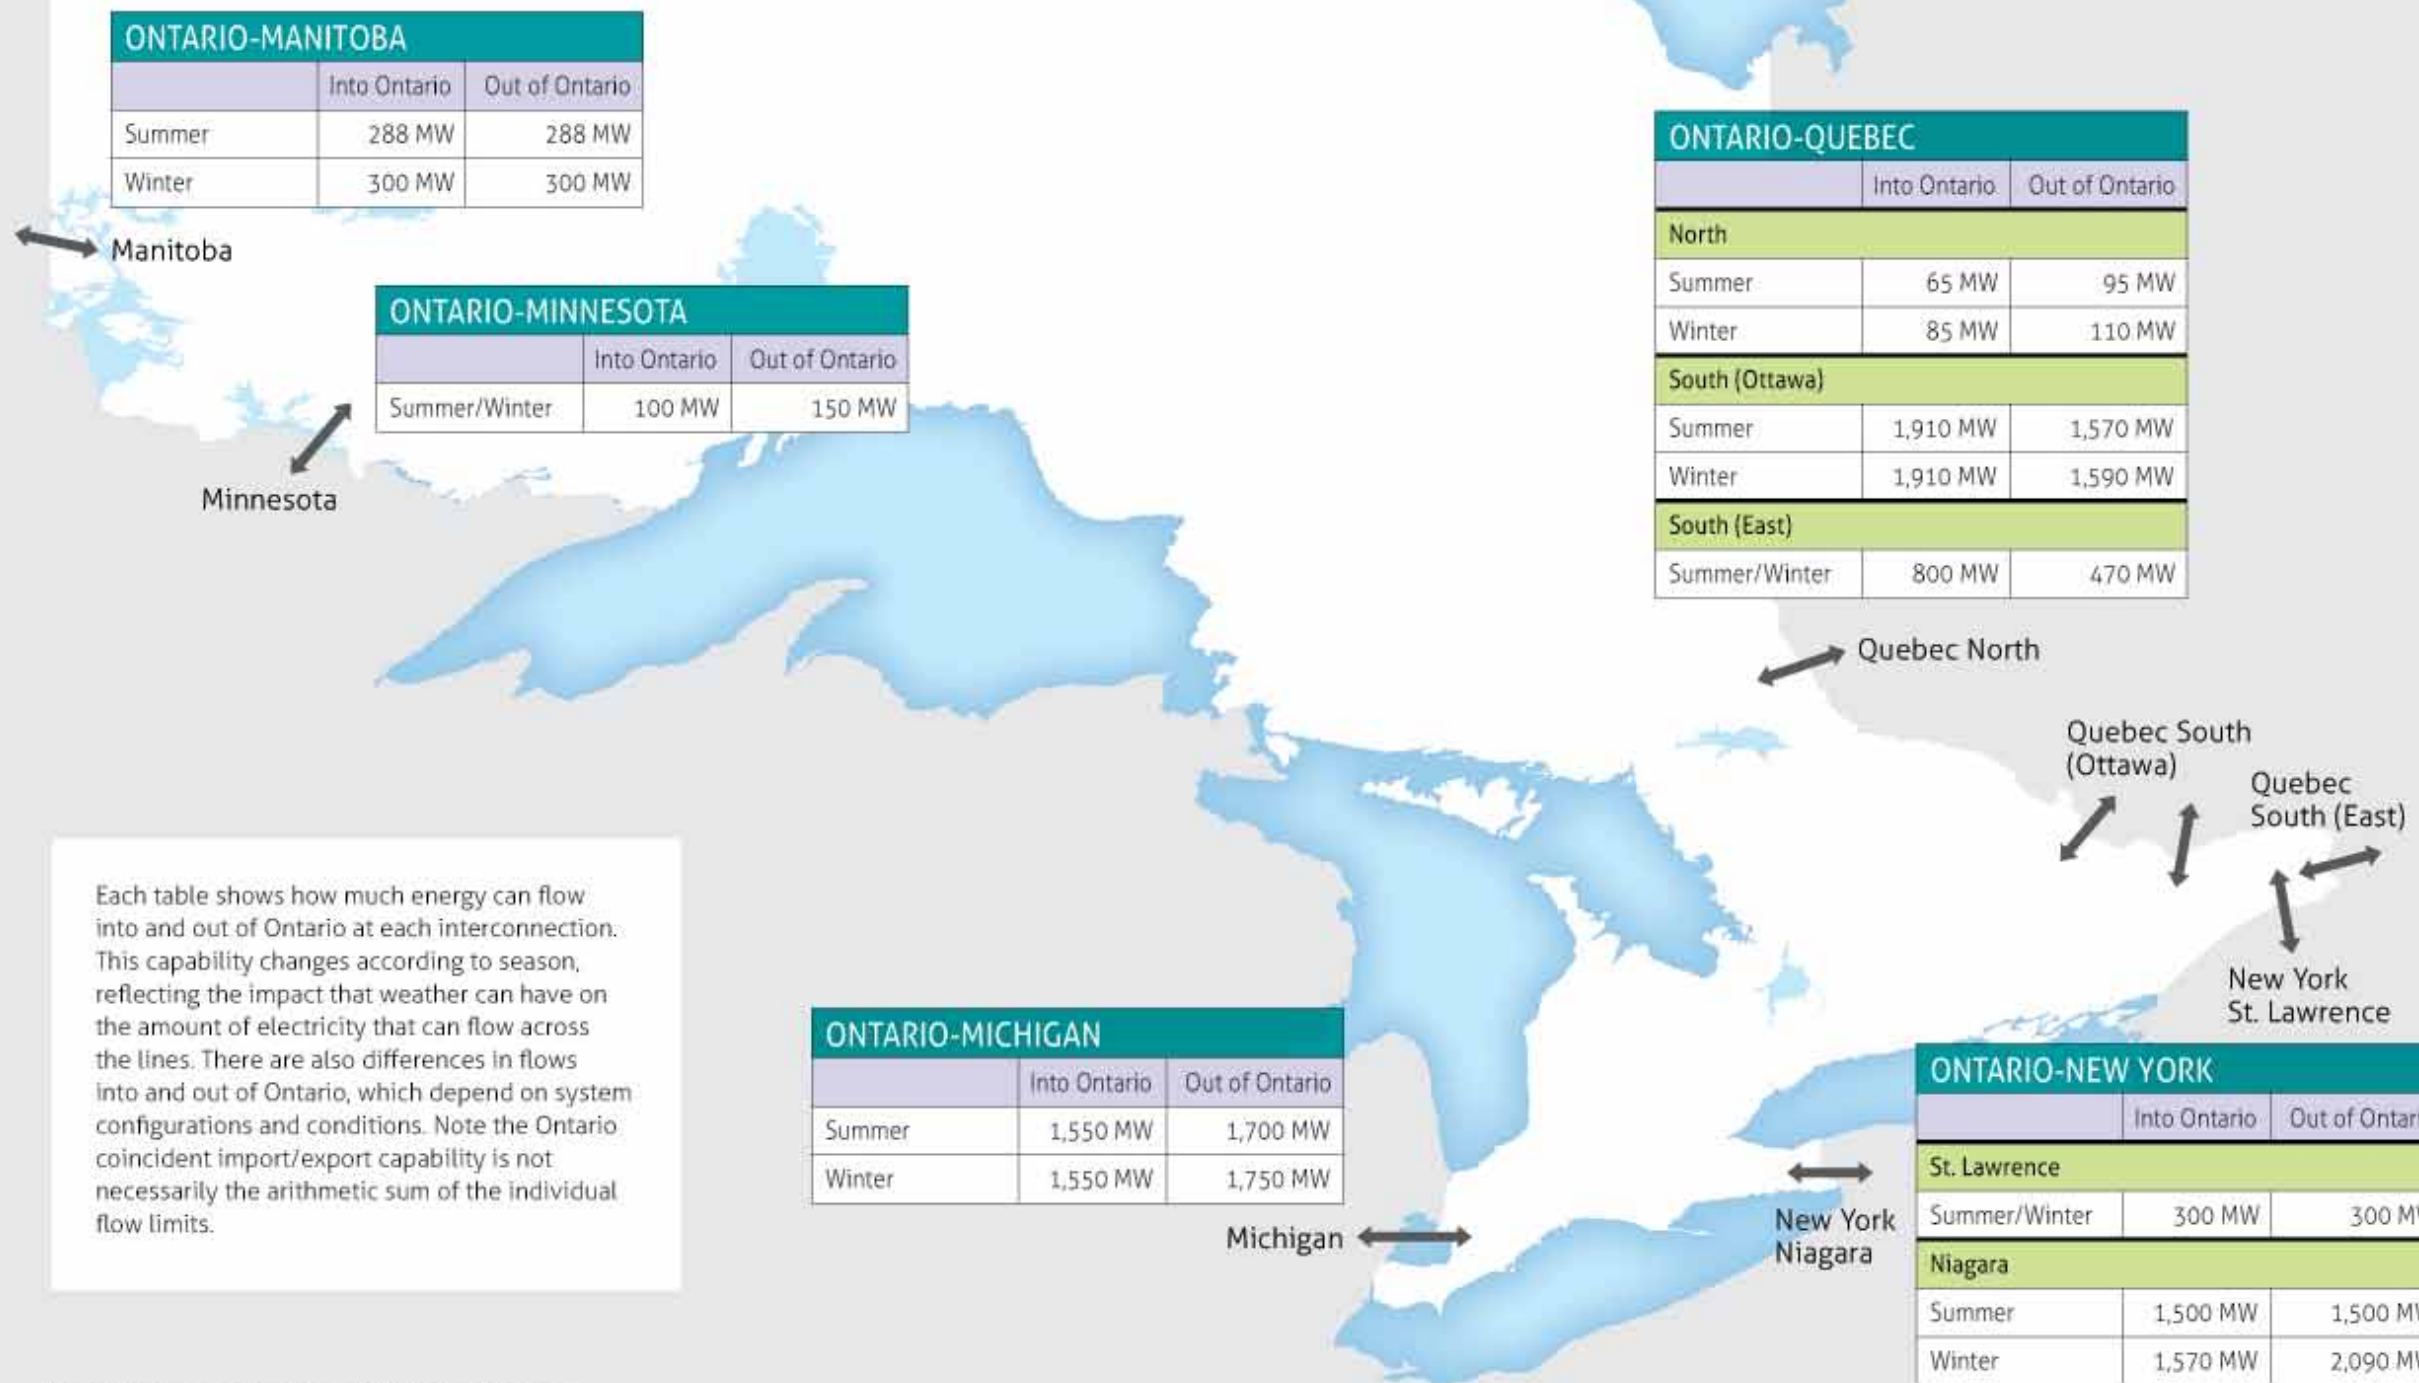 ONTARIO-MANITOBA
Into Ontario Out of Ontario
Summer 288 MW 288 MW
Winter 300 MW 300 MW
Manitoba
ONTARIO-MINNESOTA
Into Ontario Out of Ontario
Summer/Winter 100 MW 150 MW
Minnesota
ONTARIO-QUEBEC
Into Ontario Out of Ontario
North
Summer 65 MW 95 MW
Winter 85 MW 110 MW
South (Ottawa)
Summer 1,910 MW 1,570 MW
Winter 1,910 MW 1,590 MW
South (East)
Summer/Winter 800 MW 470 MW
Quebec North
Quebec South
(Ottawa)
Quebec
South (East)
New York
St. Lawrence
Each table shows how much energy can flow
into and out of Ontario at each interconnection.
This capability changes according to season,
reflecting the impact that weather can have on
the amount of electricity that can flow across
the lines. There are also differences in flows
into and out of Ontario, which depend on system
configurations and conditions. Note the Ontario
coincident import/export capability is not
necessarily the arithmetic sum of the individual
flow limits.
ONTARIO-MICHIGAN
Into Ontario Out of Ontario
Summer 1,550 MW 1,700 MW
Winter 1,550 MW 1,750 MW
Michigan
New York
Niagara
ONTARIO-NEW YORK
Into Ontario Out of Ontar
St. Lawrence
Summer/Winter 300 MW 300 M
Niagara
Summer 1,500 MW 1,500 M
Winter 1,570 MW 2,090 M